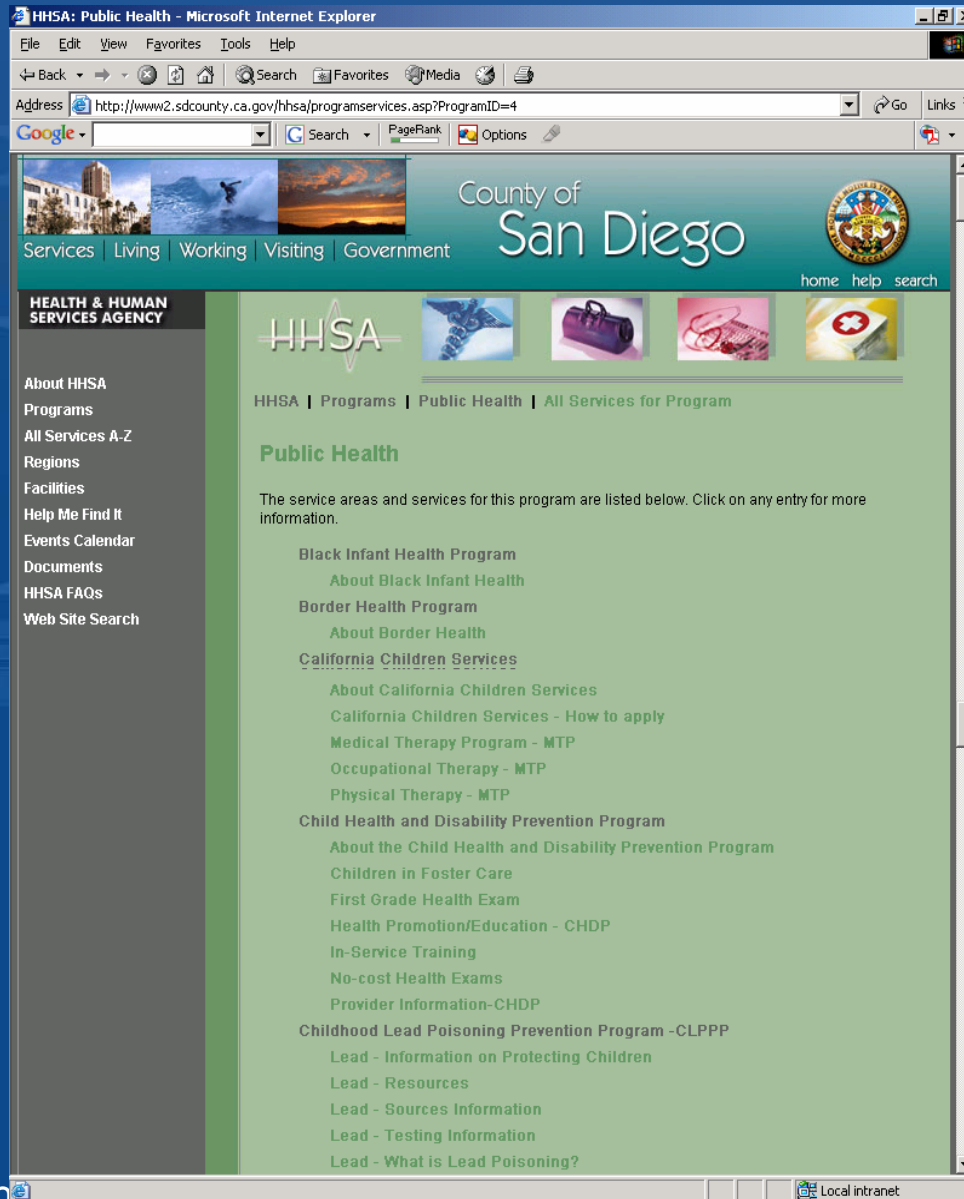 HHSA: Public Health - Microsoft Internet Explorer
File Edit View Favorites Tools Help
Back Search Favorites Media
Address http://www2.sdcounty.ca.gov/hhsa/programservices.asp?ProgramID=4 Go Links
Google Search PageRank Options
County of
San Diego
Services | Living | Working | Visiting | Government
home help search
HEALTH & HUMAN
SERVICES AGENCY
HHSA
About HHSA
Programs
All Services A-Z
Regions
Facilities
Help Me Find It
Events Calendar
Documents
HHSA FAQs
Web Site Search
HHSA | Programs | Public Health | All Services for Program
Public Health
The service areas and services for this program are listed below. Click on any entry for more
information.
Black Infant Health Program
About Black Infant Health
Border Health Program
About Border Health
California Children Services
About California Children Services
California Children Services - How to apply
Medical Therapy Program - MTP
Occupational Therapy - MTP
Physical Therapy - MTP
Child Health and Disability Prevention Program
About the Child Health and Disability Prevention Program
Children in Foster Care
First Grade Health Exam
Health Promotion/Education - CHDP
In-Service Training
No-cost Health Exams
Provider Information-CHDP
Childhood Lead Poisoning Prevention Program -CLPPP
Lead - Information on Protecting Children
Lead - Resources
Lead - Sources Information
Lead - Testing Information
Lead - What is Lead Poisoning?
Local intranet